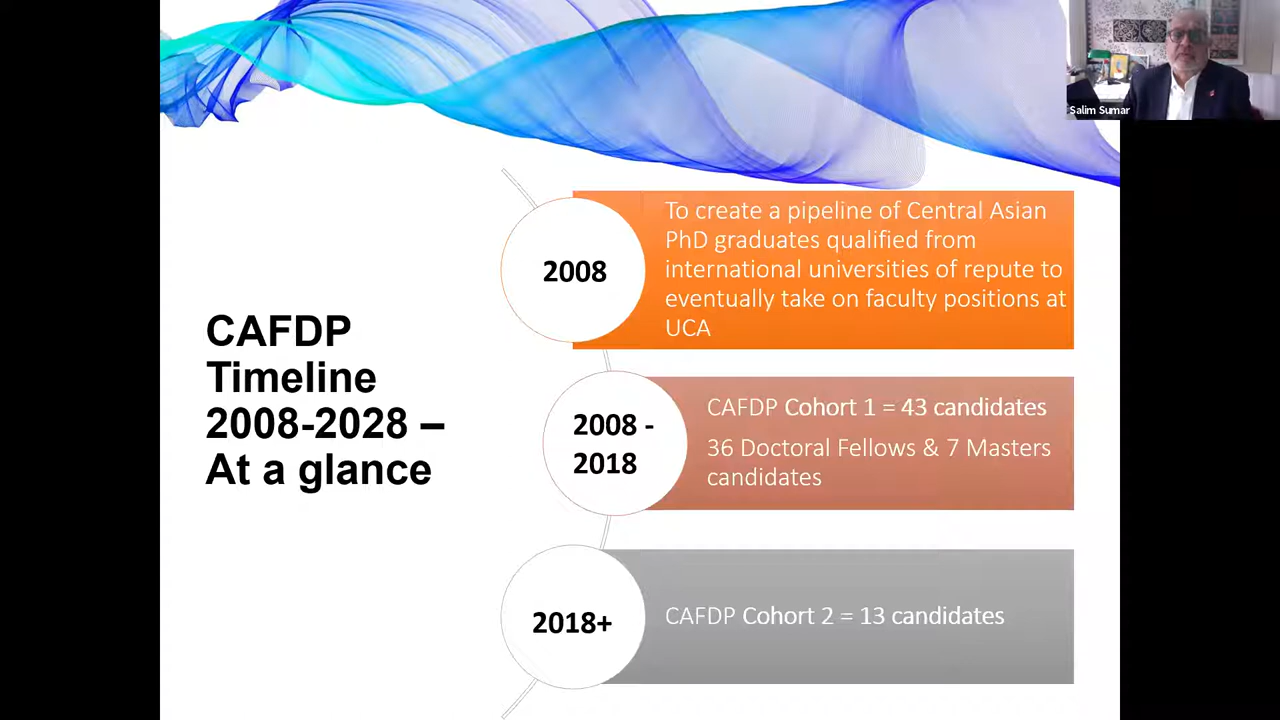 Salim Sumar
CAFDP
Timeline
2008-2028 –
At a glance
2008
To create a pipeline of Central Asian
PhD graduates qualified from
international universities of repute to
eventually take on faculty positions at
UCA
2008 -
2018
CAFDP Cohort 1 = 43 candidates
36 Doctoral Fellows & 7 Masters
candidates
2018+
CAFDP Cohort 2 = 13 candidates